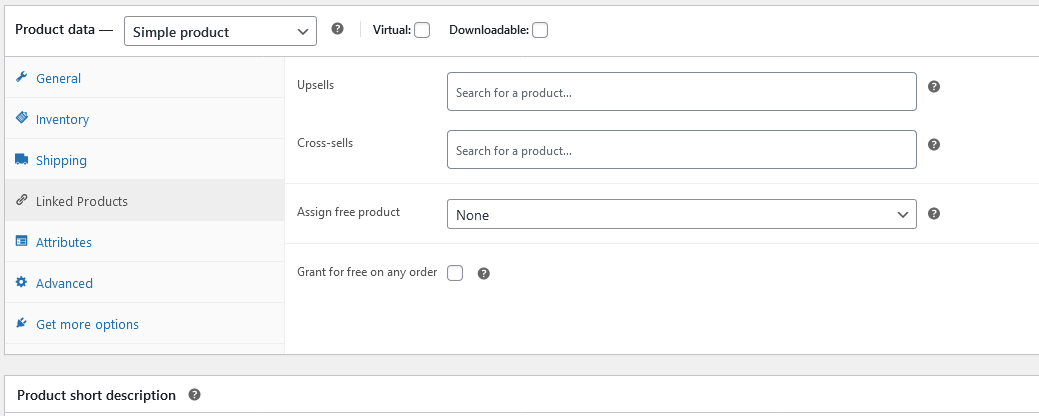 Product data — Simple product Virtual: Downloadable:
General
Inventory
Shipping
Linked Products
Attributes
Advanced
Get more options
Upsells Search for a product...
Cross-sells Search for a product...
Assign free product None
Grant for free on any order
Product short description